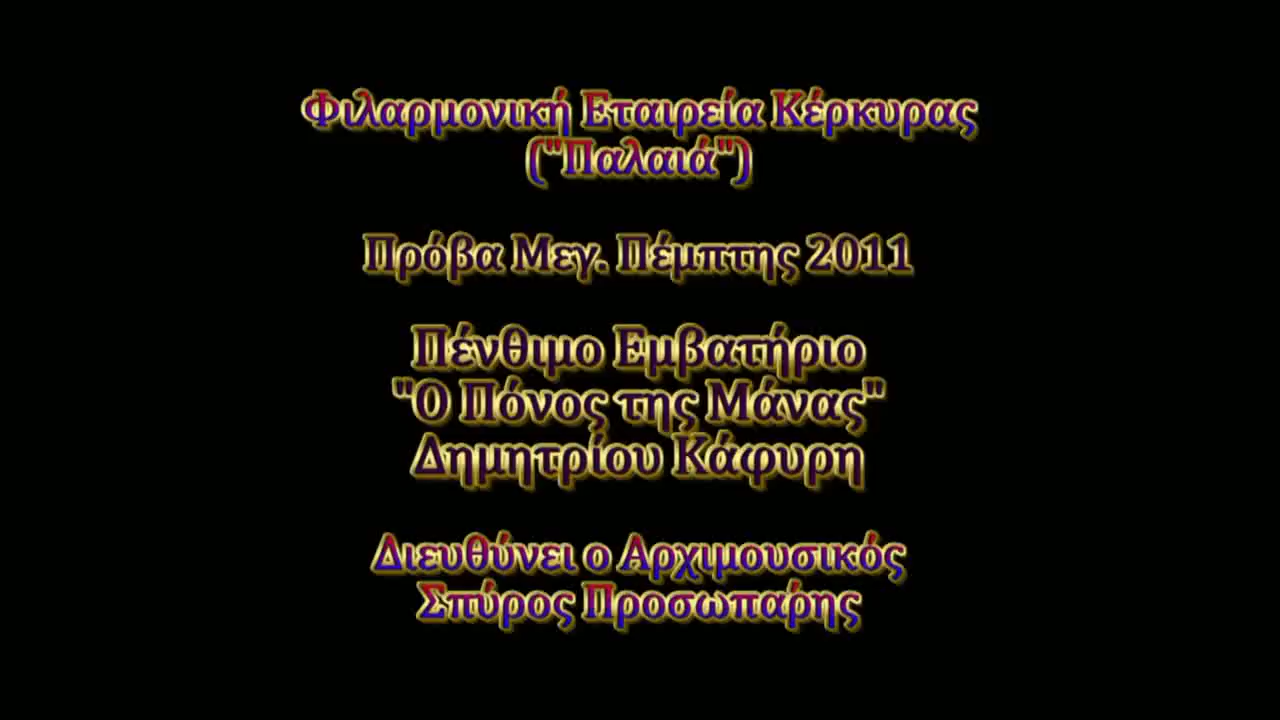 Φιλαρμονική Εταιρεία Κέρκυρας
("Παλαιά")
Πρόβα Μεγ. Πέμπτης 2011
Πένθιμο Εμβατήριο
"Ο Πόνος της Μάνας"
Δημητρίου Κάφυρη
Διευθύνει ο Αρχιμουσικός
Σπύρος Προσωπάρης